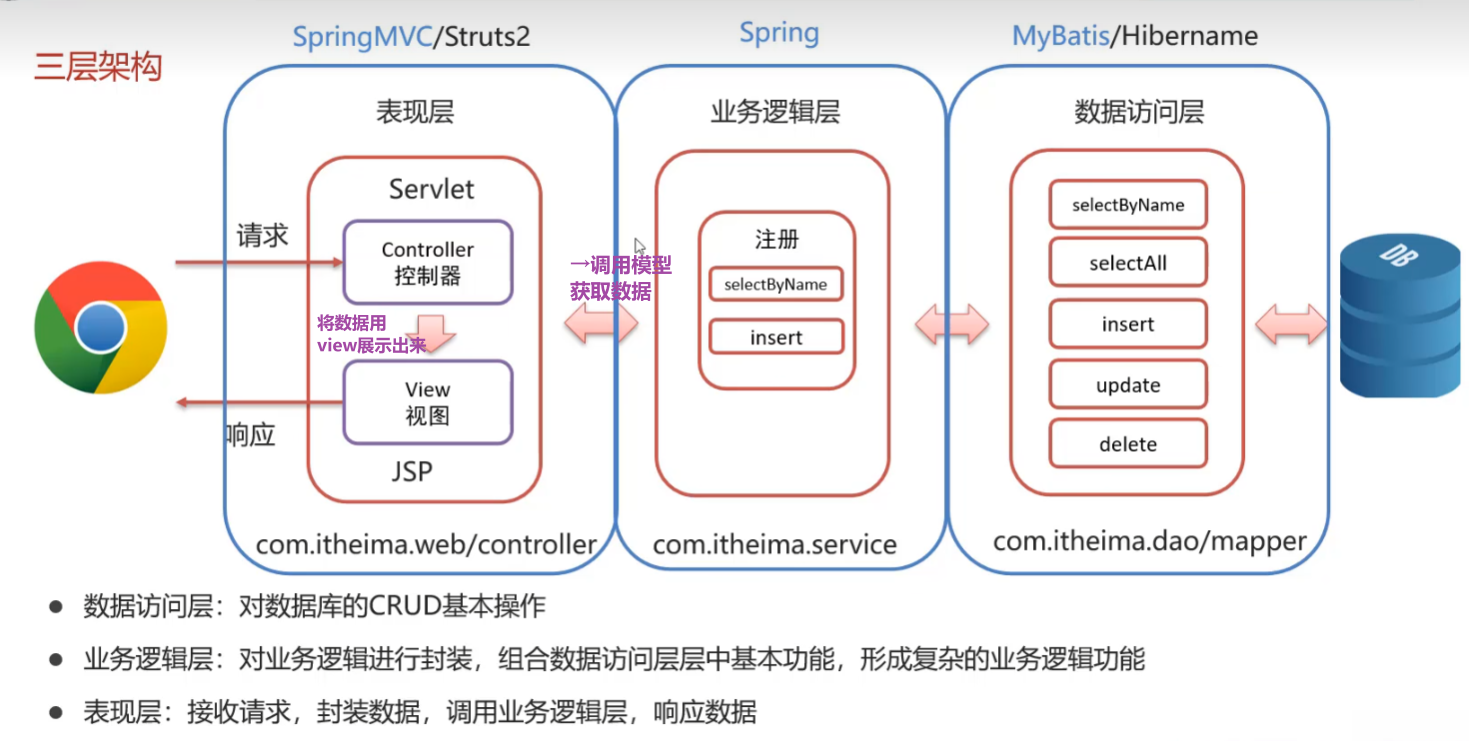 三层架构
SpringMVC/Struts2
Spring
MyBatis/Hibername
表现层
业务逻辑层
数据访问层
Servlet
请求
Controller
控制器
将数据用
view展示出来
View
视图
响应
JSP
→调用模型
获取数据
注册
selectByName
insert
selectByName
selectAll
insert
update
delete
DB
com.itheima.web/controller
com.itheima.service
com.itheima.dao/mapper
● 数据访问层：对数据库的CRUD基本操作
● 业务逻辑层：对业务逻辑进行封装，组合数据访问层层中基本功能，形成复杂的业务逻辑功能
● 表现层：接收请求，封装数据，调用业务逻辑层，响应数据